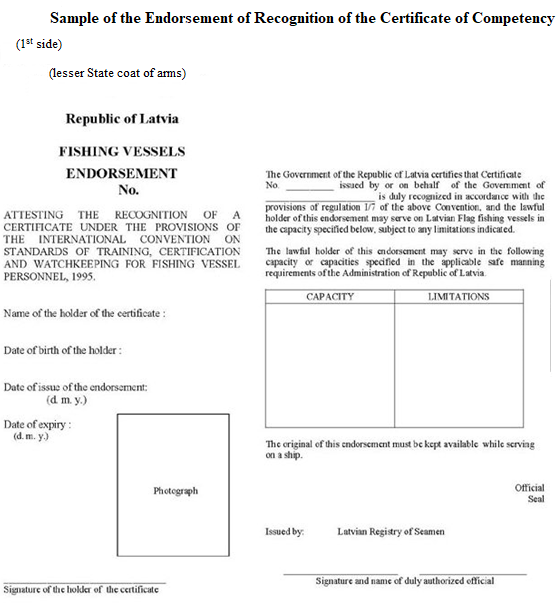 Sample of the Endorsement of Recognition of the Certificate of Competency
(1st side)
(lesser State coat of arms)
Republic of Latvia
FISHING VESSELS
ENDORSEMENT
No.
ATTESTING THE RECOGNITION OF A
CERTIFICATE UNDER THE PROVISIONS OF
THE INTERNATIONAL CONVENTION ON
STANDARDS OF TRAINING, CERTIFICATION
AND WATCHKEEPING FOR FISHING VESSEL
PERSONNEL, 1995.
Name of the holder of the certificate :
Date of birth of the holder :
Date of issue of the endorsement:
(d. m. y.)
Date of expiry :
(d. m. y.)
Photograph
Signature of the holder of the certificate
The Government of the Republic of Latvia certifies that Certificate
No. __________ issued by or on behalf of the Government of
__________________ is duly recognized in accordance with the
provisions of regulation I/7 of the above Convention, and the lawful
holder of this endorsement may serve on Latvian Flag fishing vessels in
the capacity specified below, subject to any limitations indicated.
The lawful holder of this endorsement may serve in the following
capacity or capacities specified in the applicable safe manning
requirements of the Administration of Republic of Latvia.
CAPACITY LIMITATIONS
The original of this endorsement must be kept available while serving
on a ship.
Official
Seal
Issued by: Latvian Registry of Seamen
Signature and name of duly authorized official